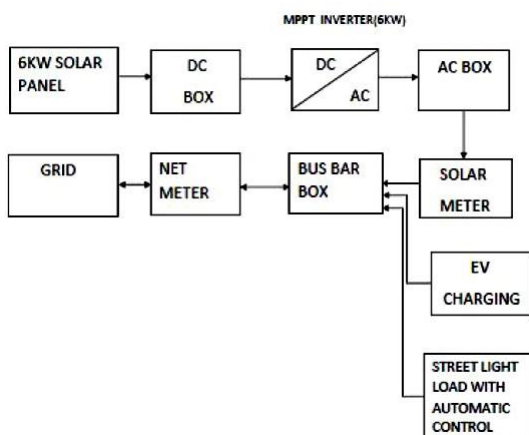 MPPT INVERTER(6KW)
6KW SOLAR
PANEL
DC
BOX
DC
AC
AC BOX
GRID
NET
METER
BUS BAR
BOX
SOLAR
METER
EV
CHARGING
STREET LIGHT
LOAD WITH
AUTOMATIC
CONTROL